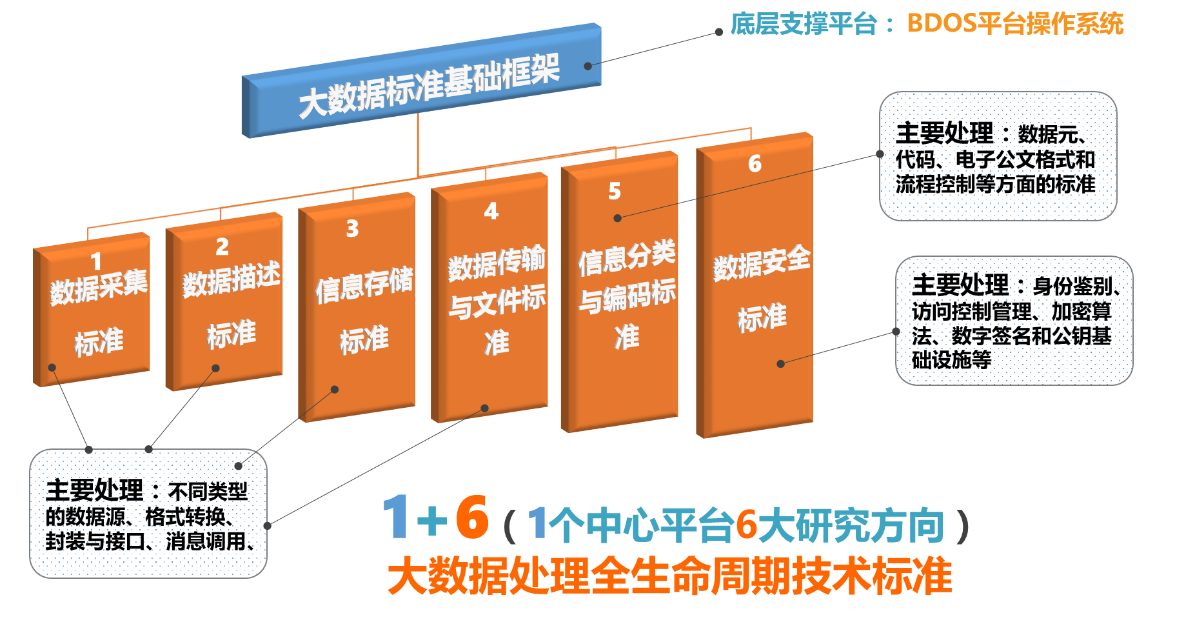 底层支撑平台： BDOS平台操作系统
大数据标准基础框架
1
数据采集
标准
2
数据描述
标准
3
信息存储
标准
4
数据传输
与文件标
准
5
信息分类
与编码标
准
6
数据安全
标准
主要处理：数据元、
代码、电子公文格式和
流程控制等方面的标准
主要处理：身份鉴别、
访问控制管理、加密算
法、数字签名和公钥基
础设施等
主要处理：不同类型
的数据源、格式转换、
封装与接口、消息调用、
1+6（1个中心平台6大研究方向）
大数据处理全生命周期技术标准